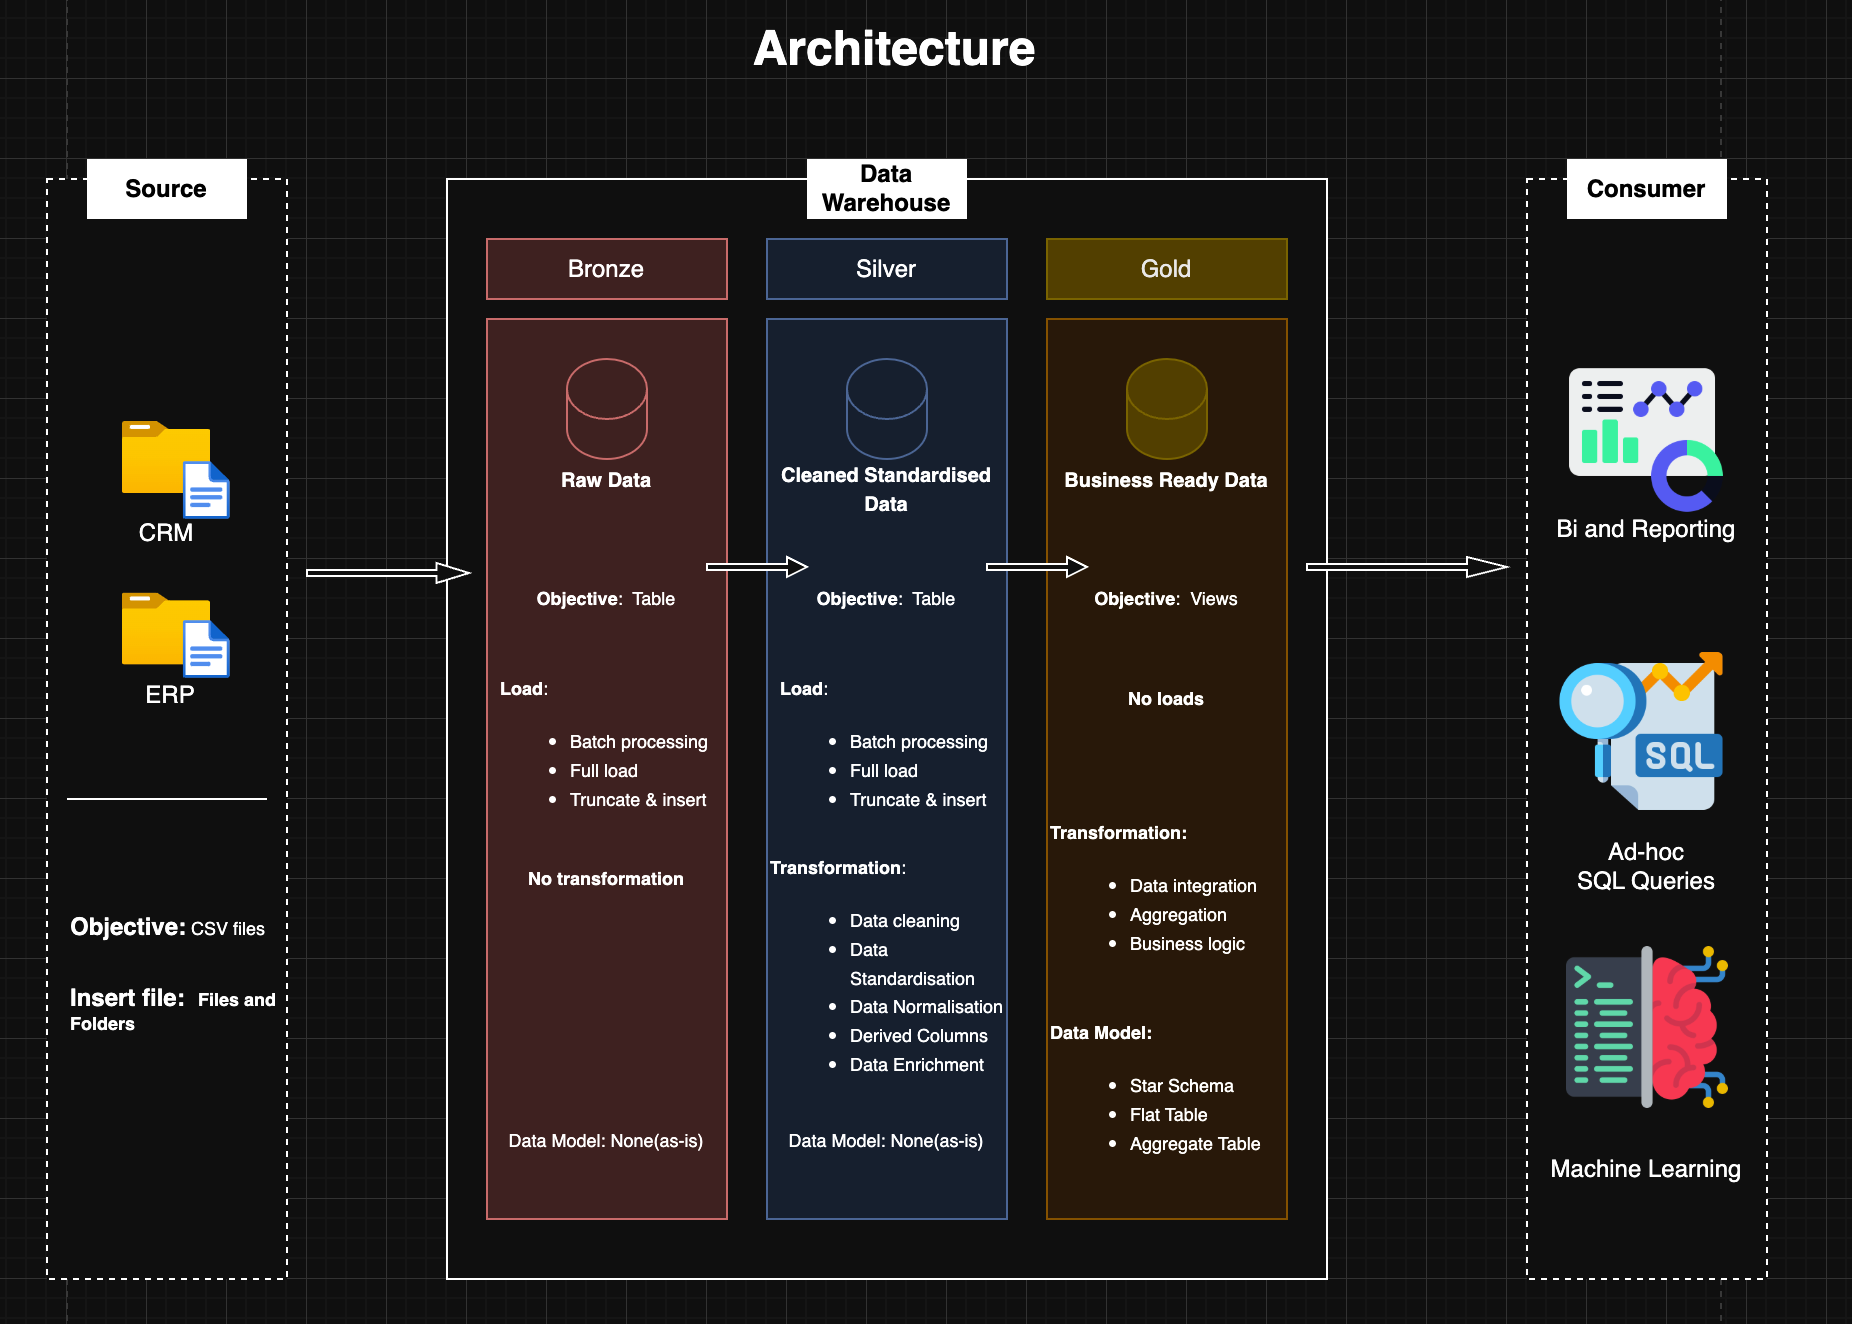 Architecture
Source
CRM
ERP
Objective: CSV files
Insert file: Files and
Folders
Data
Warehouse
Bronze
Raw Data
Objective: Table
Load:
• Batch processing
• Full load
• Truncate & insert
No transformation
Data Model: None(as-is)
Silver
Cleaned Standardised
Data
Objective: Table
Load:
• Batch processing
• Full load
• Truncate & insert
Transformation:
• Data cleaning
• Data
Standardisation
• Data Normalisation
• Derived Columns
• Data Enrichment
Data Model: None(as-is)
Gold
Business Ready Data
Objective: Views
No loads
Transformation:
• Data integration
• Aggregation
• Business logic
Data Model:
• Star Schema
• Flat Table
• Aggregate Table
Consumer
Bi and Reporting
SQL
Ad-hoc
SQL Queries
Machine Learning